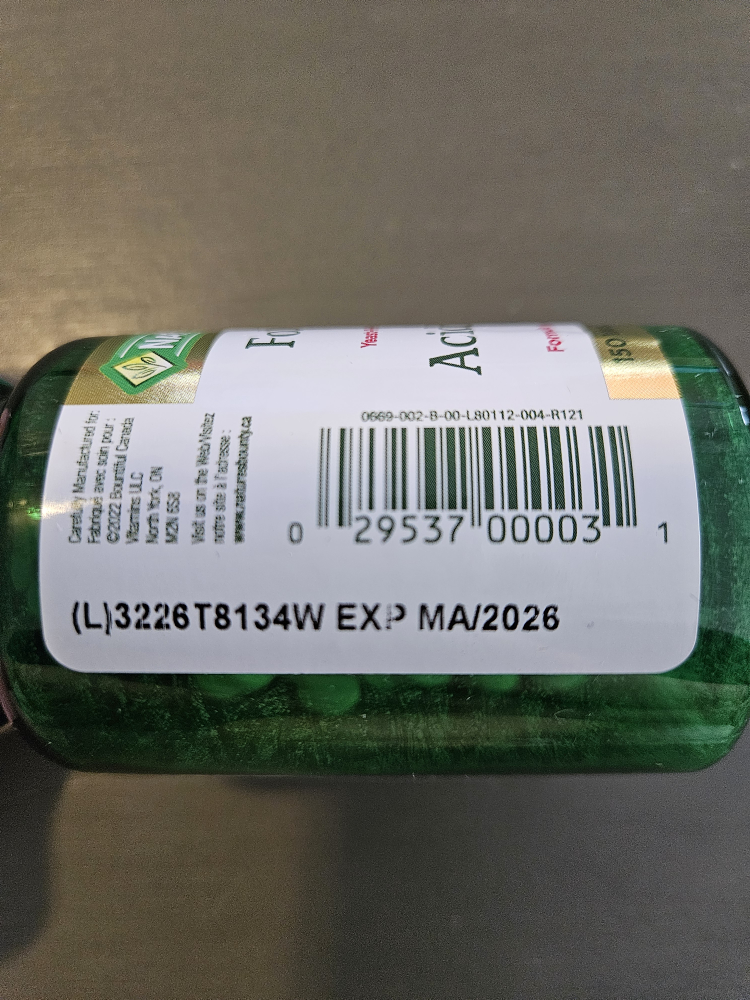 Fo
Acid
150
Carefully Manufactured for:
Fabriqué avec soin pour :
©2022 Bountiful Canada
Vitamins ULC
North York, ON
M2N 6S8
Visit us on the Web/Visitez
notre site à l'adresse :
www.naturesbounty.ca
0669-002-B-00-L80112-004-R121
0 29537 00003 1
(L)3226T8134W EXP MA/2026